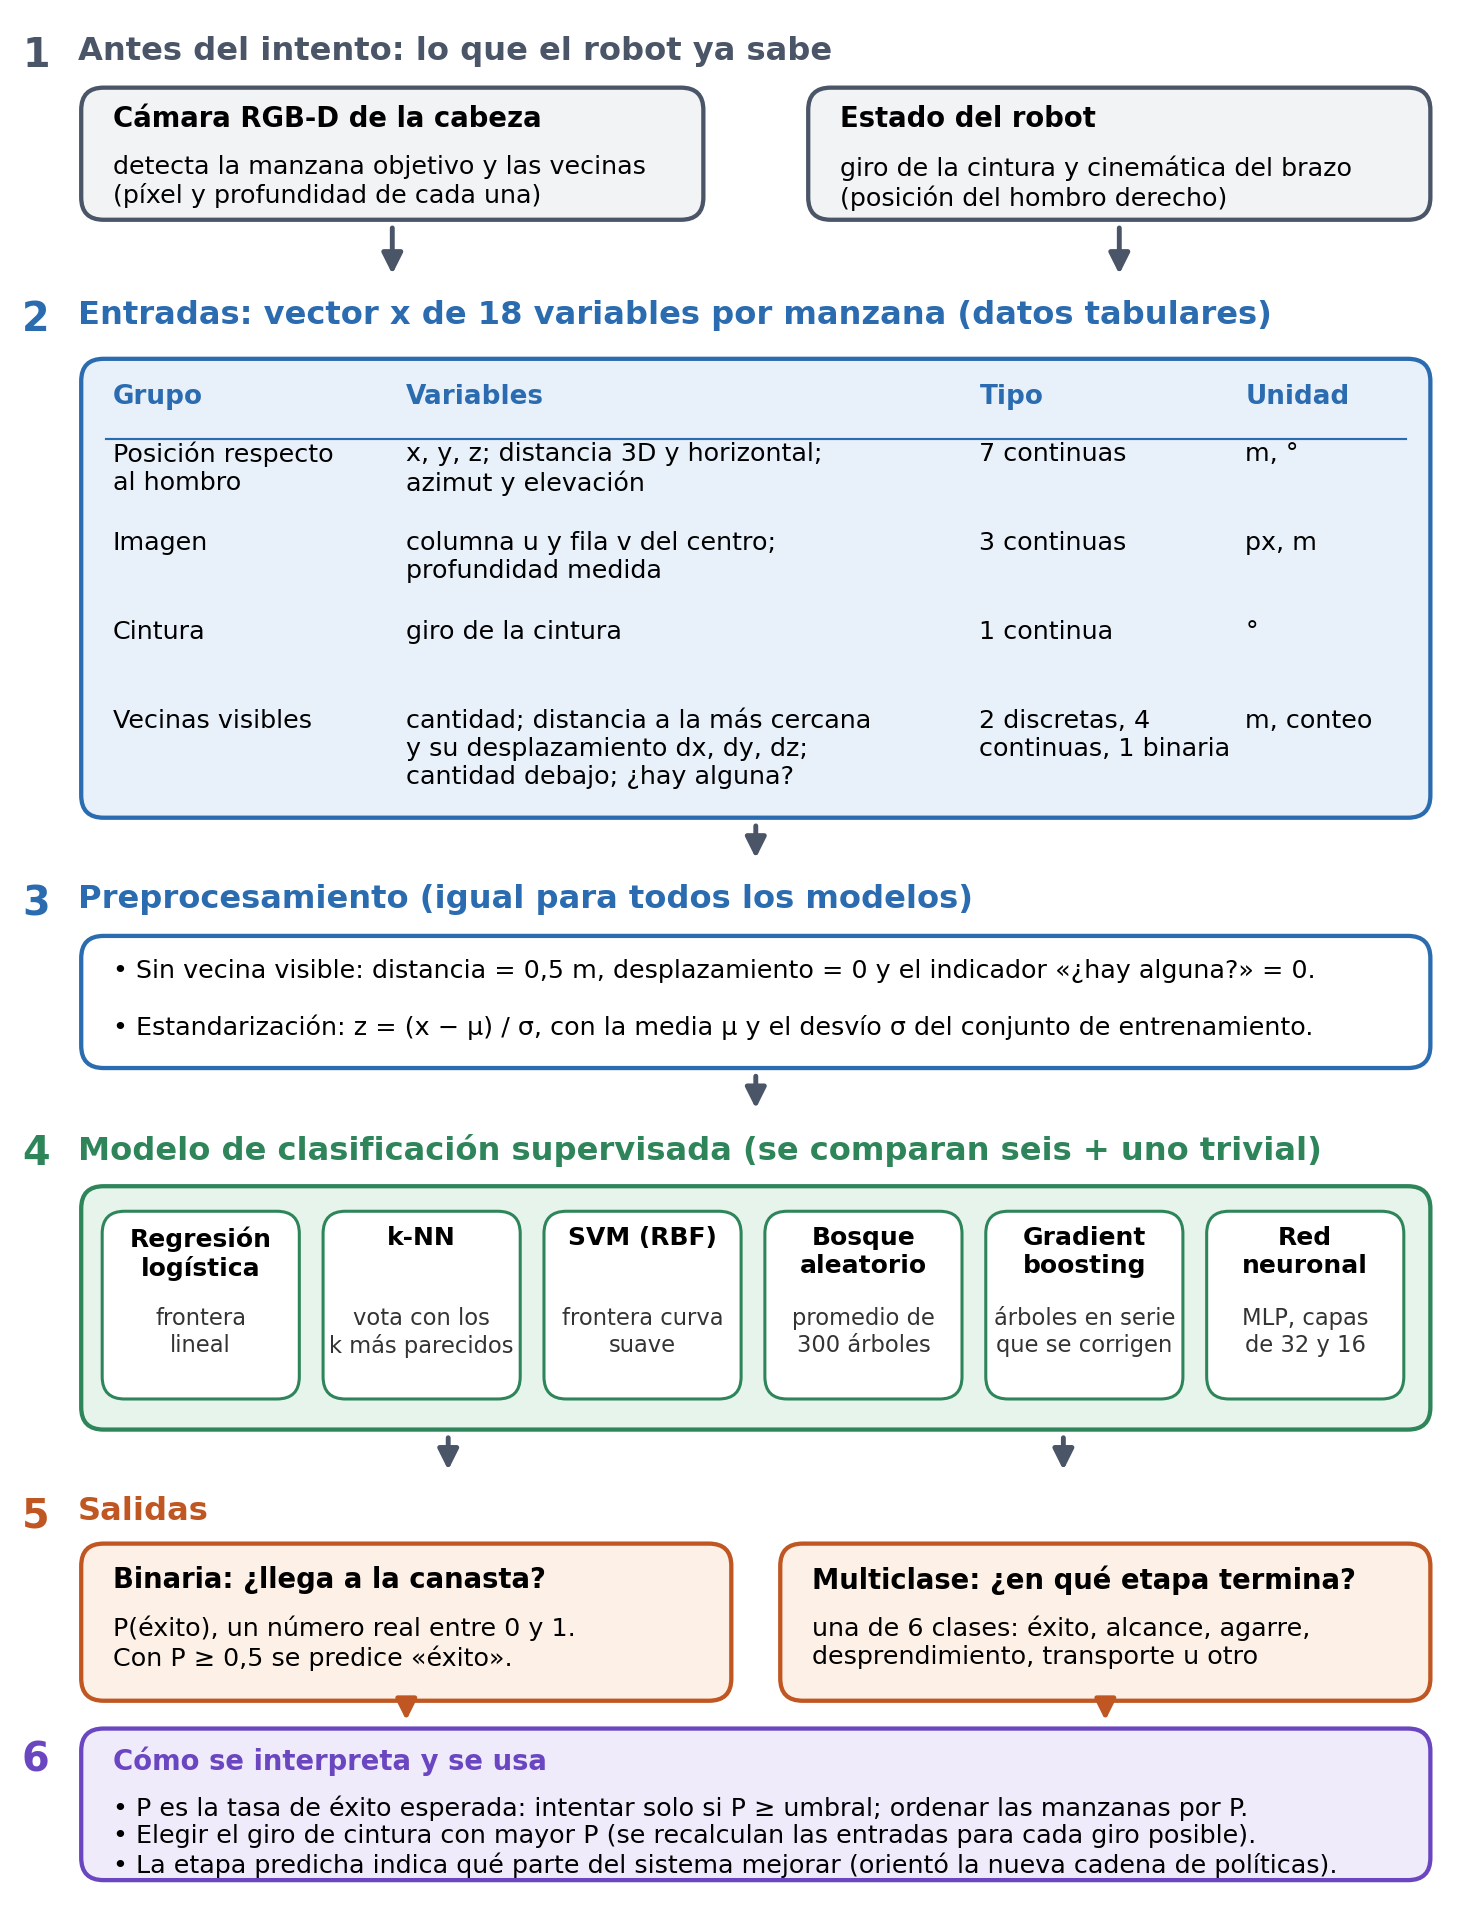 1 Antes del intento: lo que el robot ya sabe
Cámara RGB-D de la cabeza
detecta la manzana objetivo y las vecinas
(píxel y profundidad de cada una)
Estado del robot
giro de la cintura y cinemática del brazo
(posición del hombro derecho)
2 Entradas: vector x de 18 variables por manzana (datos tabulares)
Grupo Variables Tipo Unidad
Posición respecto x, y, z; distancia 3D y horizontal; 7 continuas m, °
al hombro azimut y elevación
Imagen columna u y fila v del centro; 3 continuas px, m
profundidad medida
Cintura giro de la cintura 1 continua °
Vecinas visibles cantidad; distancia a la más cercana 2 discretas, 4 m, conteo
y su desplazamiento dx, dy, dz; continuas, 1 binaria
cantidad debajo; ¿hay alguna?
3 Preprocesamiento (igual para todos los modelos)
• Sin vecina visible: distancia = 0,5 m, desplazamiento = 0 y el indicador «¿hay alguna?» = 0.
• Estandarización: z = (x − μ) / σ, con la media μ y el desvío σ del conjunto de entrenamiento.
4 Modelo de clasificación supervisada (se comparan seis + uno trivial)
Regresión
logística
frontera
lineal
k-NN
vota con los
k más parecidos
SVM (RBF)
frontera curva
suave
Bosque
aleatorio
promedio de
300 árboles
Gradient
boosting
árboles en serie
que se corrigen
Red
neuronal
MLP, capas
de 32 y 16
5 Salidas
Binaria: ¿llega a la canasta?
P(éxito), un número real entre 0 y 1.
Con P ≥ 0,5 se predice «éxito».
Multiclase: ¿en qué etapa termina?
una de 6 clases: éxito, alcance, agarre,
desprendimiento, transporte u otro
6 Cómo se interpreta y se usa
• P es la tasa de éxito esperada: intentar solo si P ≥ umbral; ordenar las manzanas por P.
• Elegir el giro de cintura con mayor P (se recalculan las entradas para cada giro posible).
• La etapa predicha indica qué parte del sistema mejorar (orientó la nueva cadena de políticas).